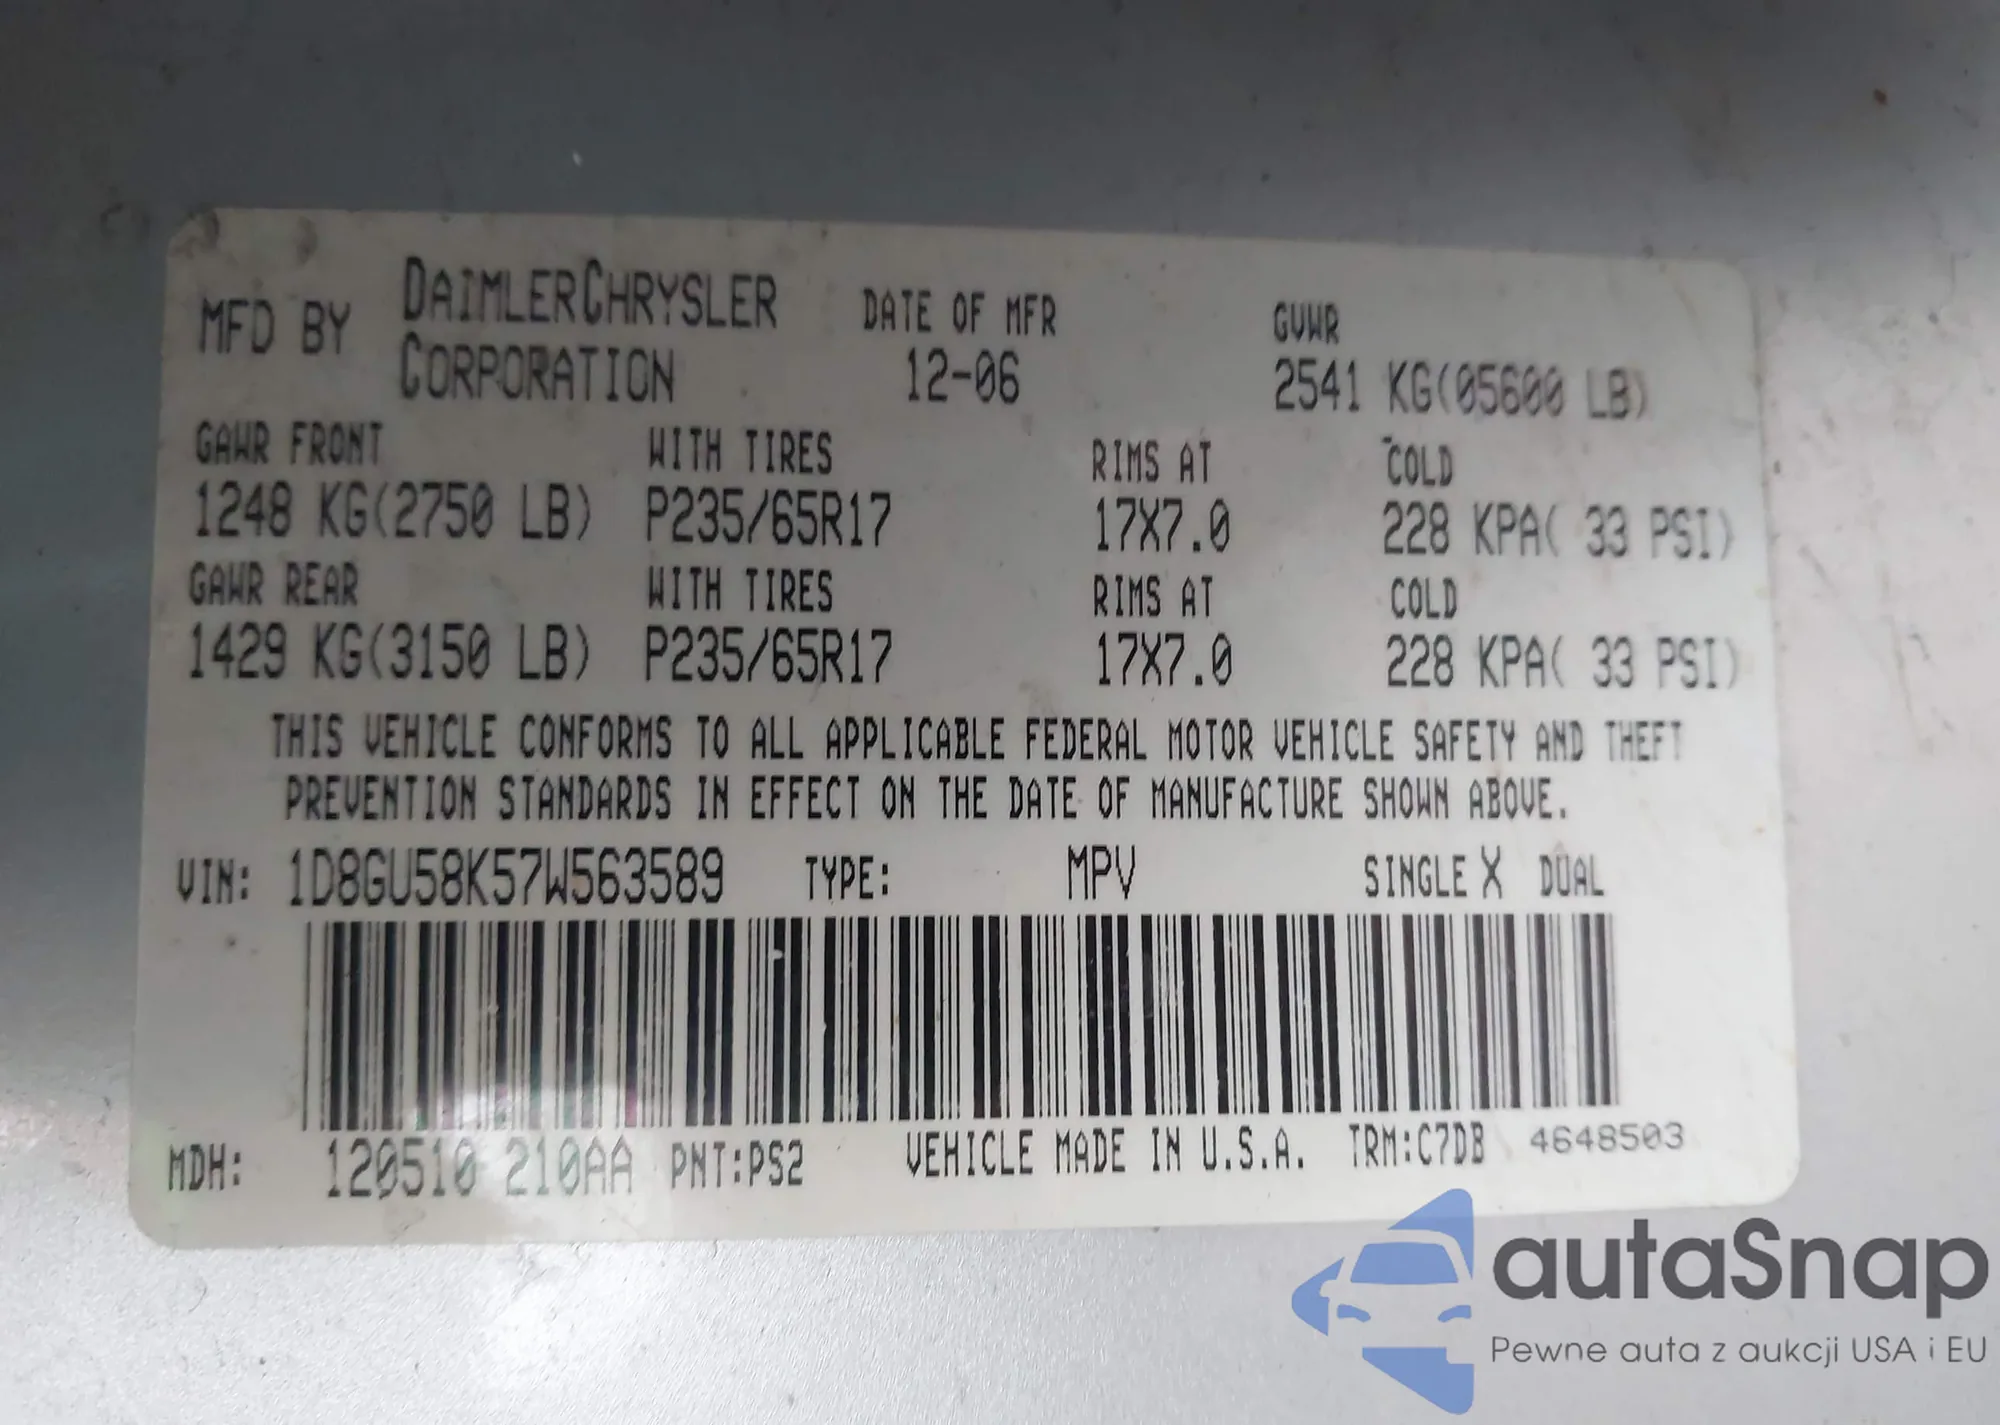 MFD BY DAIMLERCHRYSLER CORPORATION DATE OF MFR 12-06 GVWR 2541 KG(05600 LB)
GAWR FRONT WITH TIRES RIMS AT COLD
1248 KG(2750 LB) P235/65R17 17X7.0 228 KPA( 33 PSI)
GAWR REAR WITH TIRES RIMS AT COLD
1429 KG(3150 LB) P235/65R17 17X7.0 228 KPA( 33 PSI)
THIS VEHICLE CONFORMS TO ALL APPLICABLE FEDERAL MOTOR VEHICLE SAFETY AND THEFT
PREVENTION STANDARDS IN EFFECT ON THE DATE OF MANUFACTURE SHOWN ABOVE.
VIN: 1D8GU58K57W563589 TYPE: MPV SINGLE X DUAL
MDH: 120510 210AA PNT:PS2 VEHICLE MADE IN U.S.A. TRM:C7DB 4648503
autaSnap
Pewne auta z aukcji USA i EU